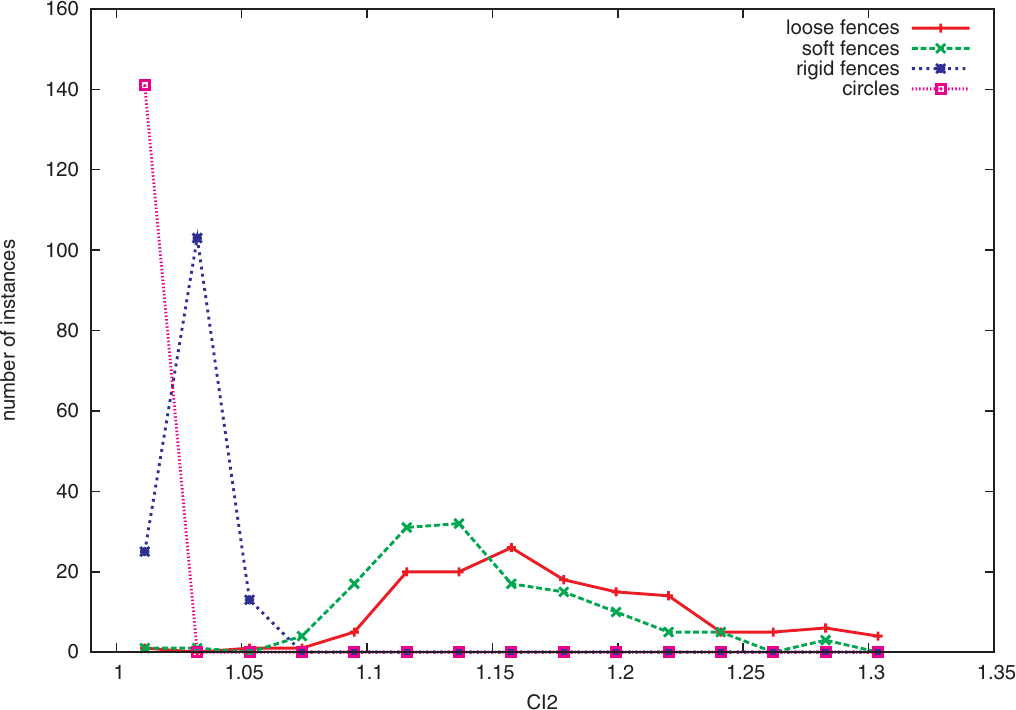 160
140
120
100
80
60
40
20
0
number of instances
loose fences
soft fences
rigid fences
circles
1 1.05 1.1 1.15 1.2 1.25 1.3 1.35
CI2